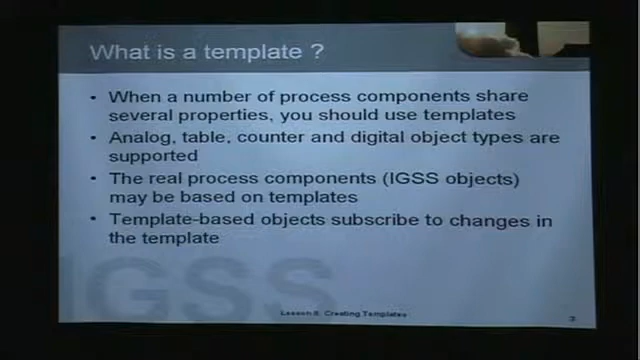 What is a template ?
• When a number of process components share
several properties, you should use templates
• Analog, table, counter and digital object types are
supported
• The real process components (IGSS objects)
may be based on templates
• Template-based objects subscribe to changes in
the template
IGSS
Lesson 8, Creating Templates